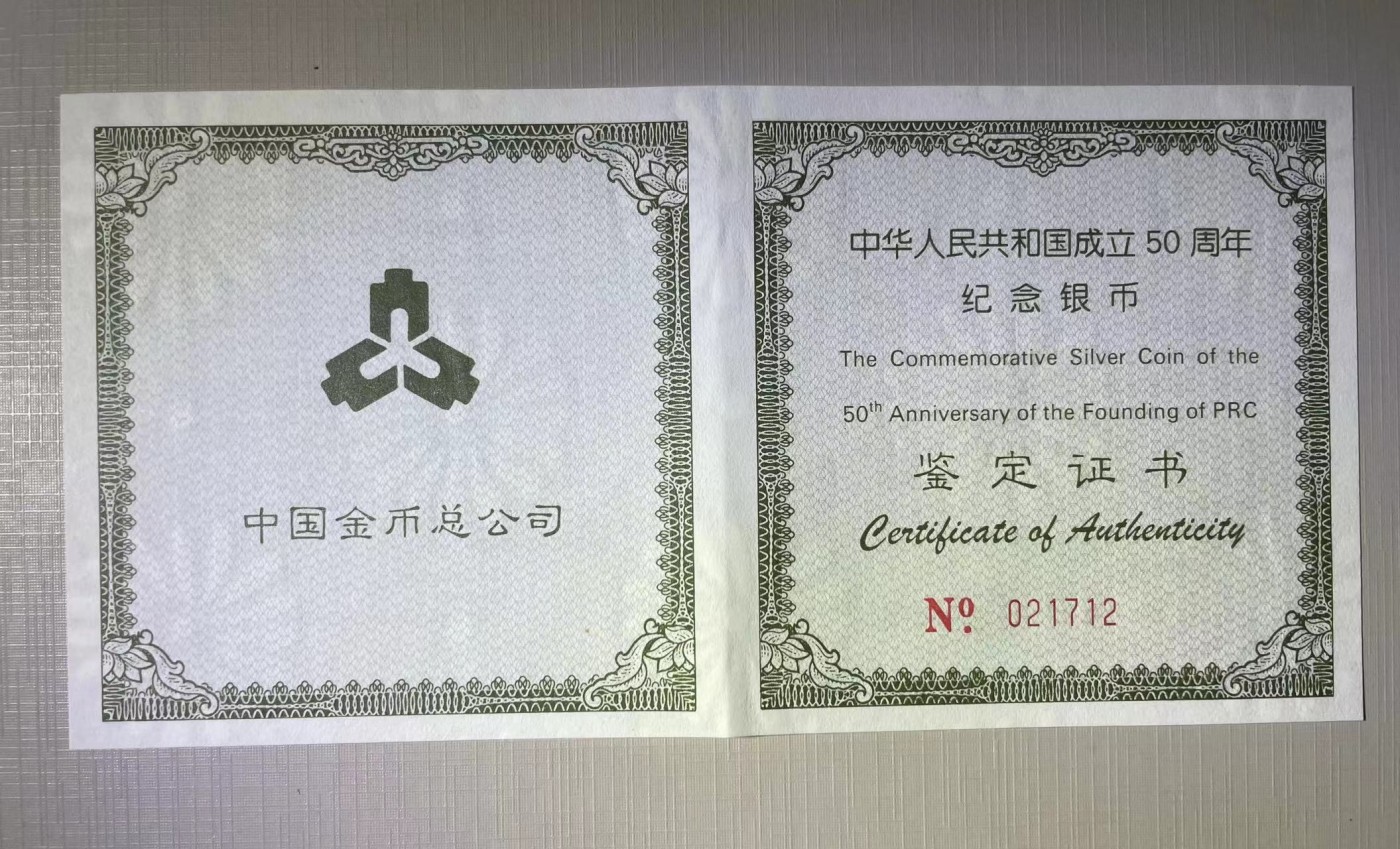 中国金币总公司
中华人民共和国成立 50 周年
纪念银币
The Commemorative Silver Coin of the
50th Anniversary of the Founding of PRC
鉴定证书
Certificate of Authenticity
Nº 021712